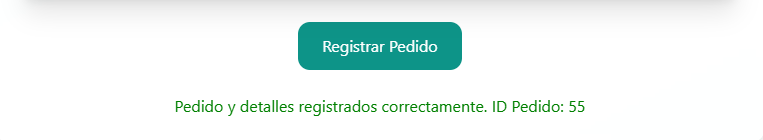 Registrar Pedido
Pedido y detalles registrados correctamente. ID Pedido: 55